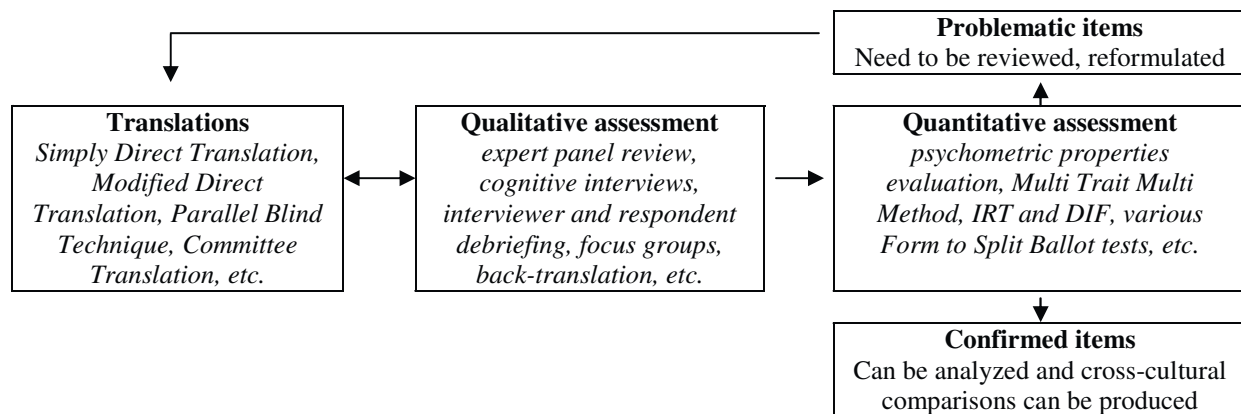 Problematic items
Need to be reviewed, reformulated
Translations
Simply Direct Translation,
Modified Direct
Translation, Parallel Blind
Technique, Committee
Translation, etc.
Qualitative assessment
expert panel review,
cognitive interviews,
interviewer and respondent
debriefing, focus groups,
back-translation, etc.
Quantitative assessment
psychometric properties
evaluation, Multi Trait Multi
Method, IRT and DIF, various
Form to Split Ballot tests, etc.
Confirmed items
Can be analyzed and cross-cultural
comparisons can be produced